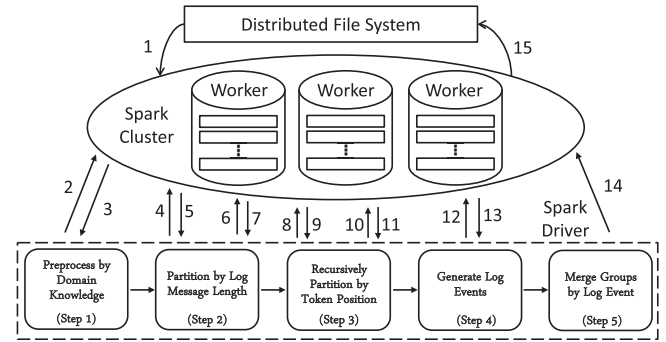 Distributed File System
1
15
Worker
Worker
Worker
Spark
Cluster
2
3
4
5
6
7
8
9
10
11
12
13
14
Spark
Driver
Preprocess by
Domain
Knowledge
(Step 1)
Partition by Log
Message Length
(Step 2)
Recursively
Partition by
Token Position
(Step 3)
Generate Log
Events
(Step 4)
Merge Groups
by Log Event
(Step 5)